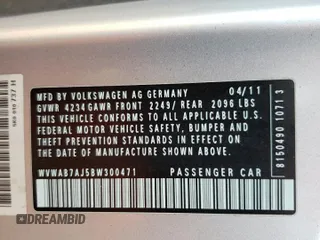 MFD BY VOLKSWAGEN AG GERMANY 04/11
GVWR 4234 GAWR FRONT 2249/ REAR 2096 LBS
THIS VEHICLE CONFORMS TO ALL APPLICABLE U.S.
FEDERAL MOTOR VEHICLE SAFETY, BUMPER AND
THEFT PREVENTION STANDARDS IN EFFECT ON THE
DATE OF MANUFACTURE SHOWN ABOVE
WVWAB7AJ5BW300471 PASSENGER CAR
8150490 1071 3
737 H
DREAMBID